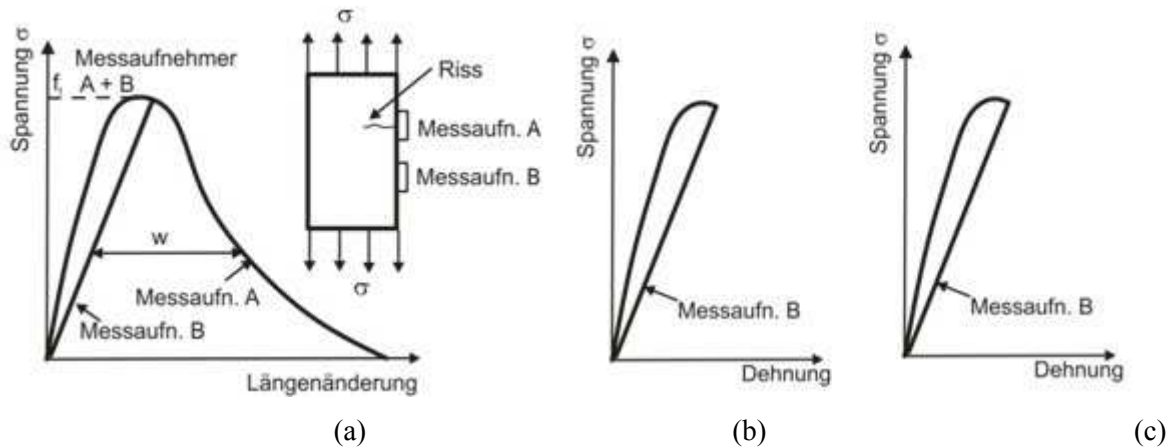 Spannung σ
Messaufnehmer
fₜ A + B
w
Messaufn. A
Messaufn. B
Längenänderung
σ
Riss
Messaufn. A
Messaufn. B
σ
(a)
Spannung σ
Messaufn. B
Dehnung
(b)
Spannung σ
Messaufn. B
Dehnung
(c)